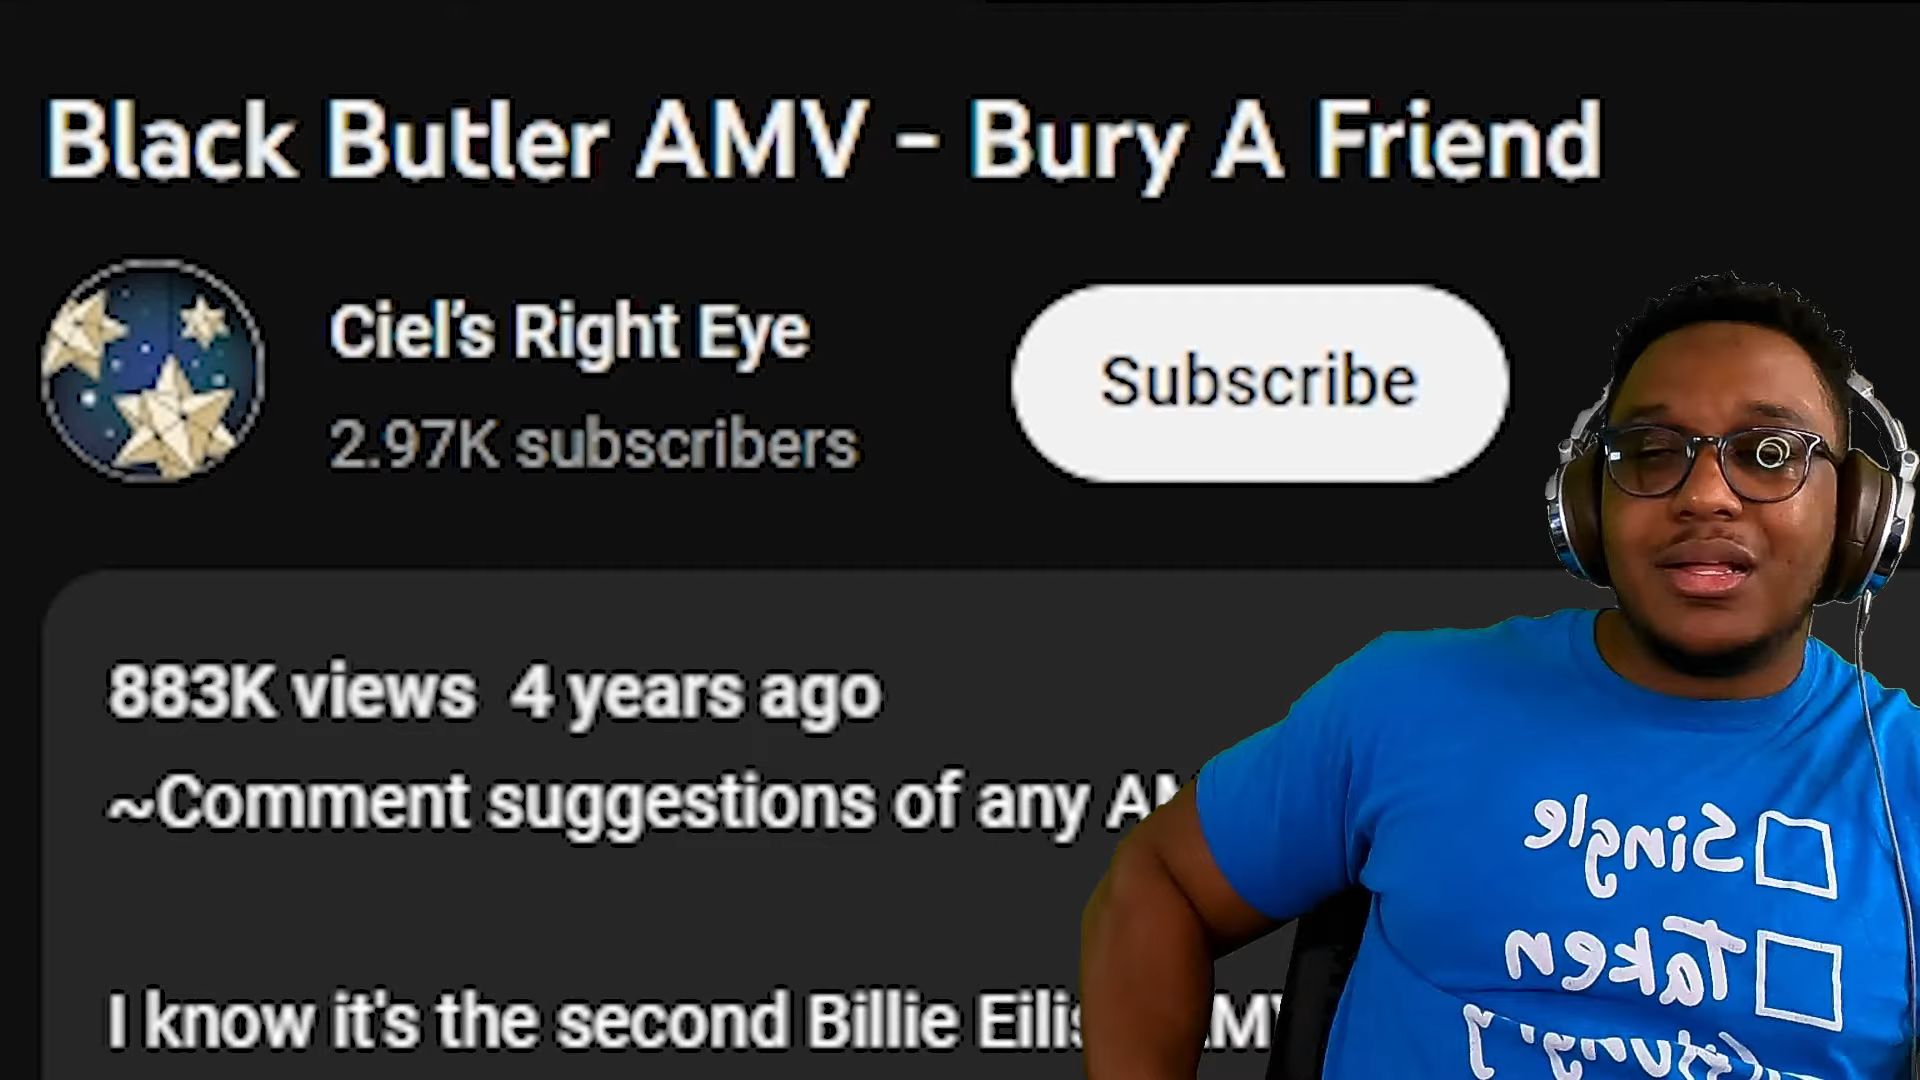 Black Butler AMV - Bury A Friend
Ciel's Right Eye
2.97K subscribers
Subscribe
883K views 4 years ago
~Comment suggestions of any
I know it's the second Billie
Single
Taken